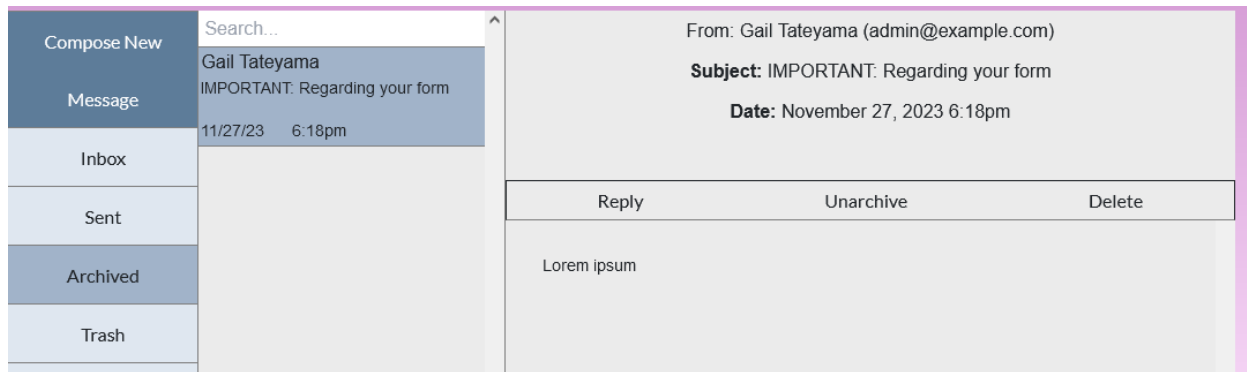 Compose New
Message
Inbox
Sent
Archived
Trash
Search...
Gail Tateyama
IMPORTANT: Regarding your form
11/27/23 6:18pm
From: Gail Tateyama (admin@example.com)
Subject: IMPORTANT: Regarding your form
Date: November 27, 2023 6:18pm
Reply Unarchive Delete
Lorem ipsum